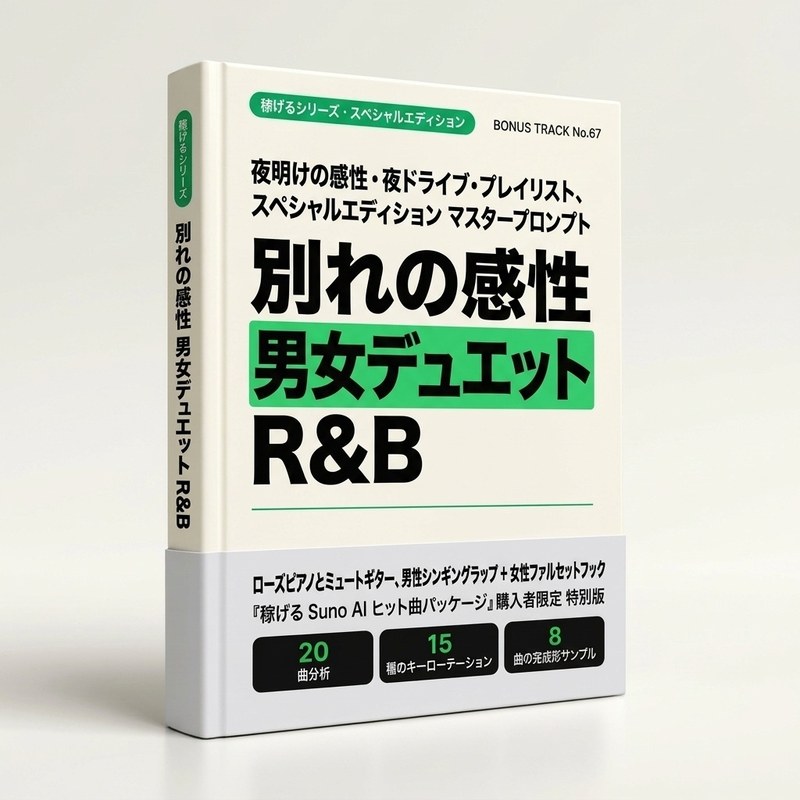 稼げるシリーズ・スペシャルエディション
BONUS TRACK No.67
夜明けの感性・夜ドライブ・プレイリスト、
スペシャルエディション マスタープロンプト
別れの感性
男女デュエット
R&B
ローズピアノとミュートギター、男性シンギングラップ + 女性ファルセットフック
『稼げる Suno AI ヒット曲パッケージ』購入者限定 特別版
20
曲分析
15
種のキーローテーション
8
曲の完成形サンプル
稼げるシリーズ
別れの感性 男女デュエット R&B